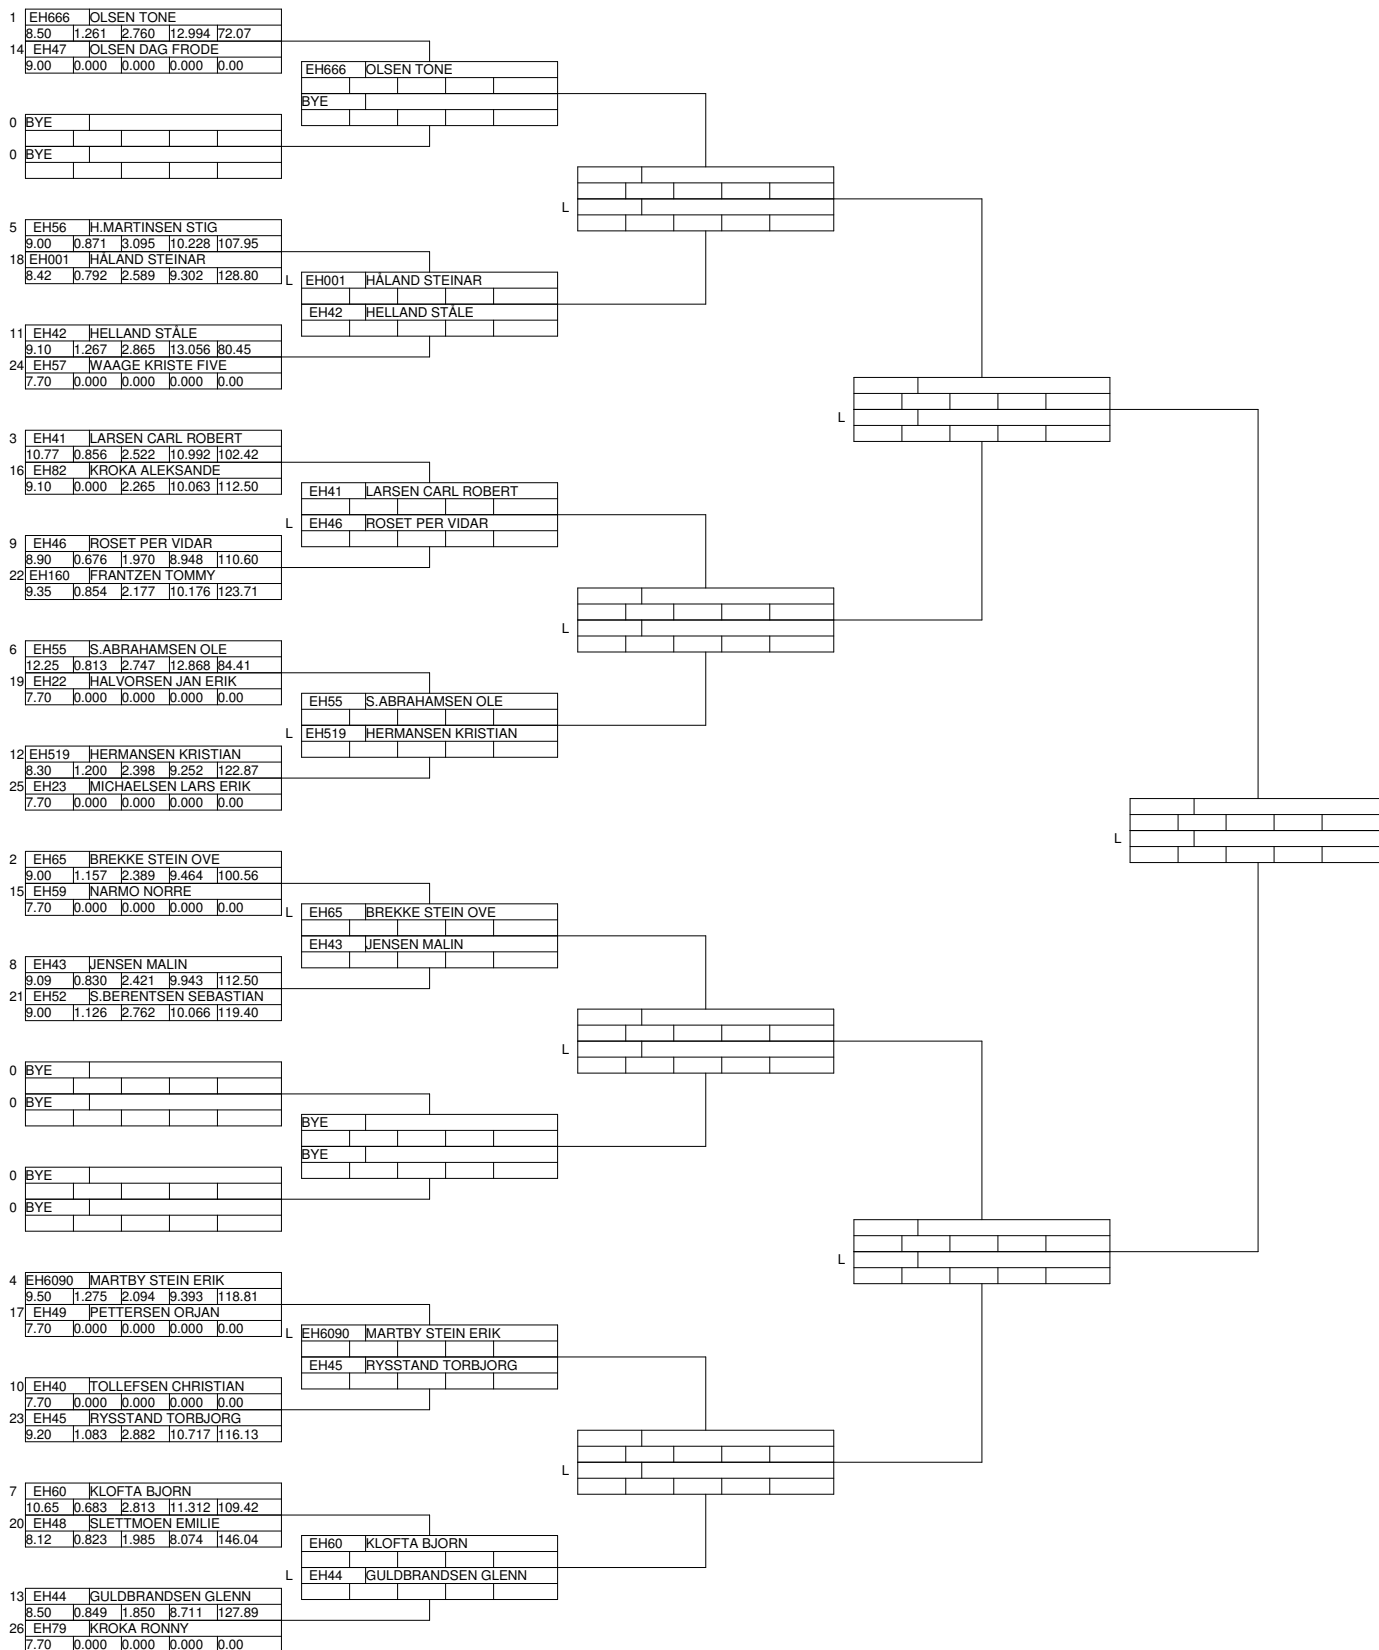 1 EH666 OLSEN TONE
8.50 1.261 2.760 12.994 72.07
14 EH47 OLSEN DAG FRODE
9.00 0.000 0.000 0.000 0.00
EH666 OLSEN TONE
BYE
0 BYE
0 BYE
L
5 EH56 H.MARTINSEN STIG
9.00 0.871 3.095 10.228 107.95
18 EH001 HÅLAND STEINAR
8.42 0.792 2.589 9.302 128.80
L EH001 HÅLAND STEINAR
EH42 HELLAND STÅLE
11 EH42 HELLAND STÅLE
9.10 1.267 2.865 13.056 80.45
24 EH57 WAAGE KRISTE FIVE
7.70 0.000 0.000 0.000 0.00
L
3 EH41 LARSEN CARL ROBERT
10.77 0.856 2.522 10.992 102.42
16 EH82 KROKA ALEKSANDE
9.10 0.000 2.265 10.063 112.50
EH41 LARSEN CARL ROBERT
L EH46 ROSET PER VIDAR
9 EH46 ROSET PER VIDAR
8.90 0.676 1.970 8.948 110.60
22 EH160 FRANTZEN TOMMY
9.35 0.854 2.177 10.176 123.71
L
6 EH55 S.ABRAHAMSEN OLE
12.25 0.813 2.747 12.868 84.41
19 EH22 HALVORSEN JAN ERIK
7.70 0.000 0.000 0.000 0.00
EH55 S.ABRAHAMSEN OLE
L EH519 HERMANSEN KRISTIAN
12 EH519 HERMANSEN KRISTIAN
8.30 1.200 2.398 9.252 122.87
25 EH23 MICHAELSEN LARS ERIK
7.70 0.000 0.000 0.000 0.00
L
2 EH65 BREKKE STEIN OVE
9.00 1.157 2.389 9.464 100.56
15 EH59 NARMO NORRE
7.70 0.000 0.000 0.000 0.00
L EH65 BREKKE STEIN OVE
EH43 JENSEN MALIN
8 EH43 JENSEN MALIN
9.09 0.830 2.421 9.943 112.50
21 EH52 S.BERENTSEN SEBASTIAN
9.00 1.126 2.762 10.066 119.40
L
0 BYE
0 BYE
BYE
BYE
0 BYE
0 BYE
L
4 EH6090 MARTBY STEIN ERIK
9.50 1.275 2.094 9.393 118.81
17 EH49 PETTERSEN ORJAN
7.70 0.000 0.000 0.000 0.00
L EH6090 MARTBY STEIN ERIK
EH45 RYSSTAND TORBJORG
10 EH40 TOLLEFSEN CHRISTIAN
7.70 0.000 0.000 0.000 0.00
23 EH45 RYSSTAND TORBJORG
9.20 1.083 2.882 10.717 116.13
L
7 EH60 KLOFTA BJORN
10.65 0.683 2.813 11.312 109.42
20 EH48 SLETTMOEN EMILIE
8.12 0.823 1.985 8.074 146.04
EH60 KLOFTA BJORN
L EH44 GULDBRANDSEN GLENN
13 EH44 GULDBRANDSEN GLENN
8.50 0.849 1.850 8.711 127.89
26 EH79 KROKA RONNY
7.70 0.000 0.000 0.000 0.00